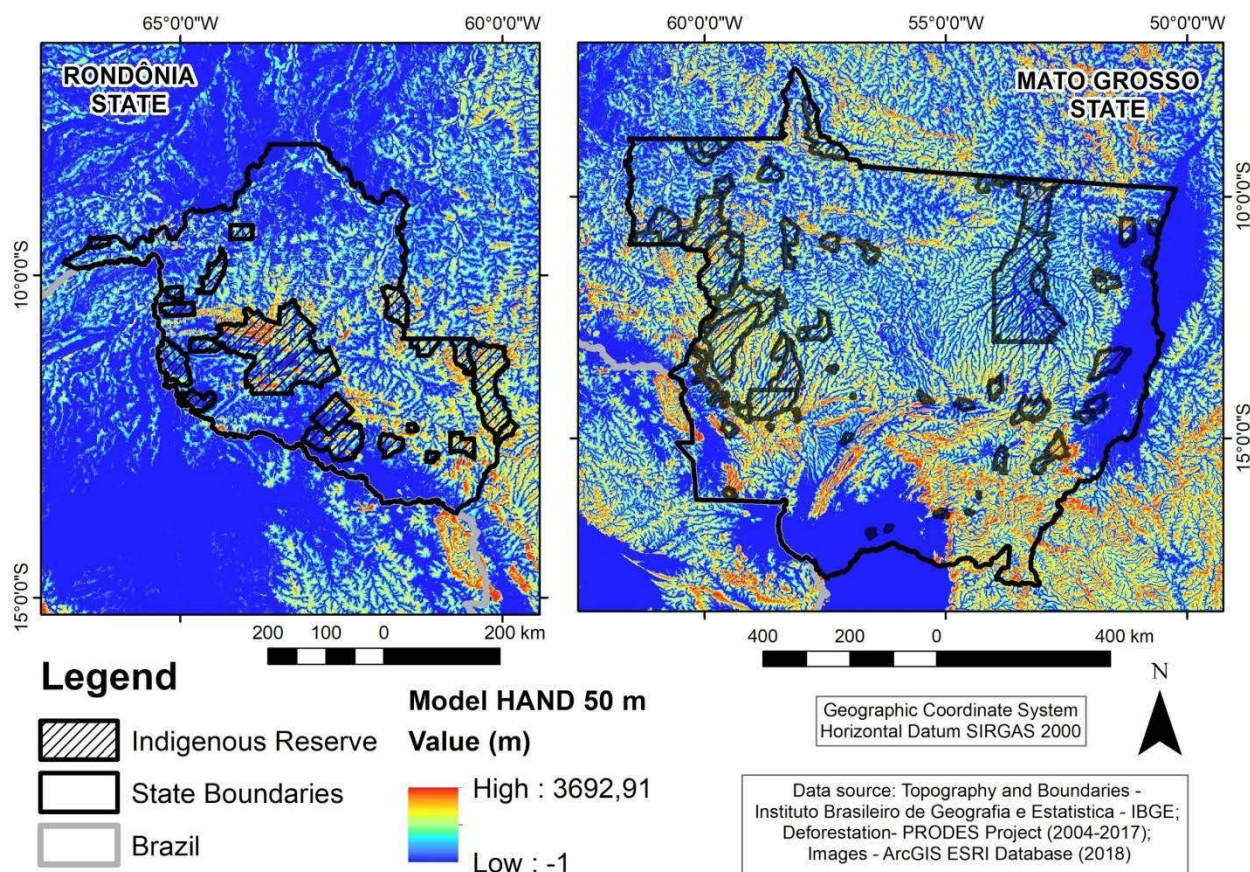 65°0'0"W
60°0'0"W
60°0'0"W
55°0'0"W
50°0'0"W
RONDÔNIA
STATE
MATO GROSSO
STATE
10°0'0"S
15°0'0"S
10°0'0"S
15°0'0"S
200 100 0 200 km
400 200 0 400 km
Legend
Indigenous Reserve
State Boundaries
Brazil
Model HAND 50 m
Value (m)
High : 3692,91
Low : -1
Geographic Coordinate System
Horizontal Datum SIRGAS 2000
N
Data source: Topography and Boundaries -
Instituto Brasileiro de Geografia e Estatistica - IBGE;
Deforestation- PRODES Project (2004-2017);
Images - ArcGIS ESRI Database (2018)